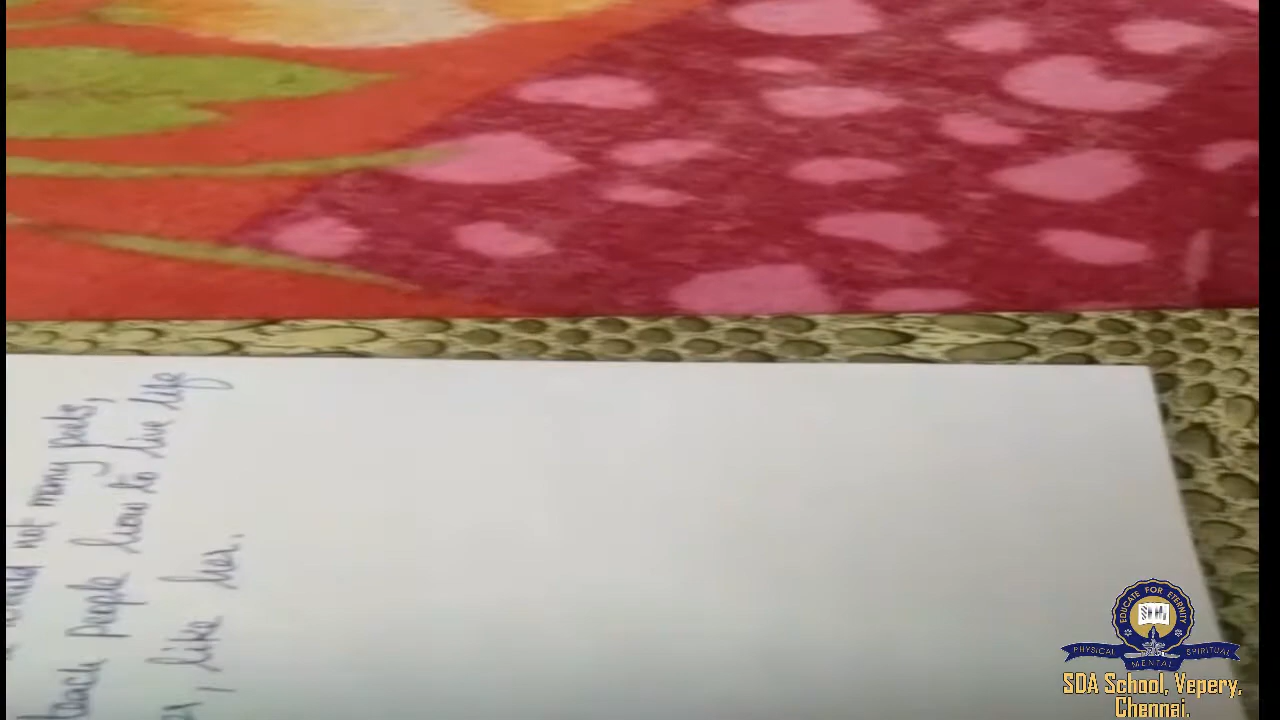 not many poets,
teach people how to live life
, like her.
EDUCATE FOR ETERNITY
PHYSICAL
MENTAL
SPIRITUAL
SDA School, Vepery,
Chennai.